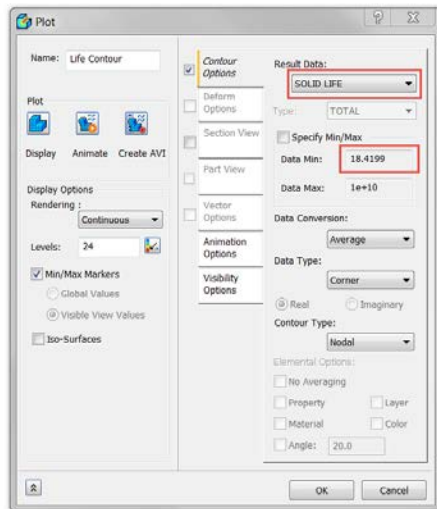 Plot
Name: Life Contour
Plot
Display Animate Create AVI
Display Options
Rendering :
Continuous
Levels: 24
Min/Max Markers
Global Values
Visible View Values
Iso-Surfaces
Contour Options
Deform Options
Section View
Part View
Vector Options
Animation Options
Visibility Options
Result Data:
SOLID LIFE
Type: TOTAL
Specify Min/Max
Data Min: 18.4199
Data Max: 1e+10
Data Conversion:
Average
Data Type:
Corner
Real Imaginary
Contour Type:
Nodal
Elemental Options:
No Averaging
Property Layer
Material Color
Angle: 20.0
OK Cancel